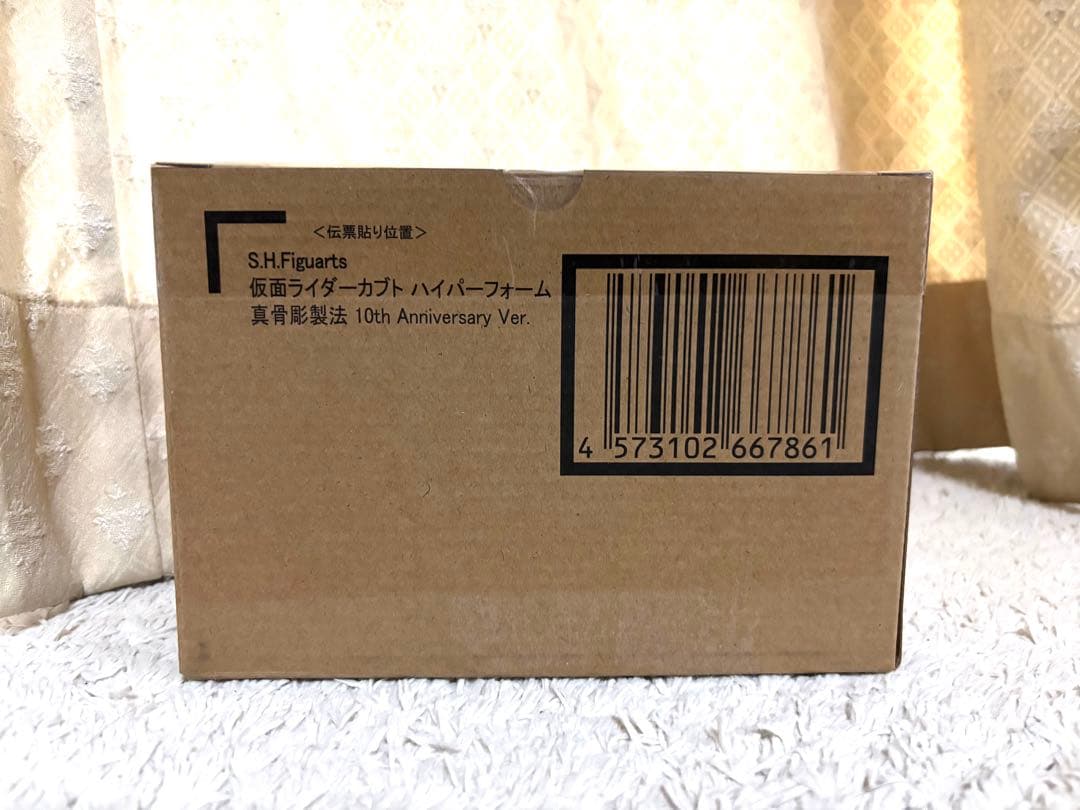 <伝票貼り位置>
S.H.Figuarts
仮面ライダーカブト ハイパーフォーム
真骨彫製法 10th Anniversary Ver.
4 573102 667861